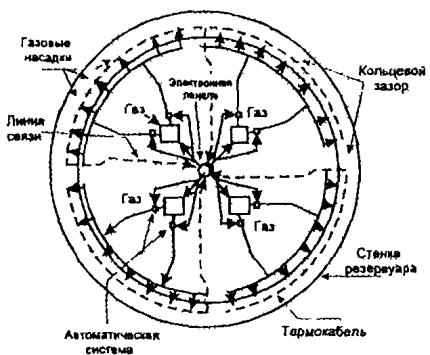 Газовые
насадки
Электронная
панель
Кольцевой
зазор
Газ
Газ
Линия
связи
Газ
Газ
Стенка
резервуара
Автоматическая
система
Термокабель